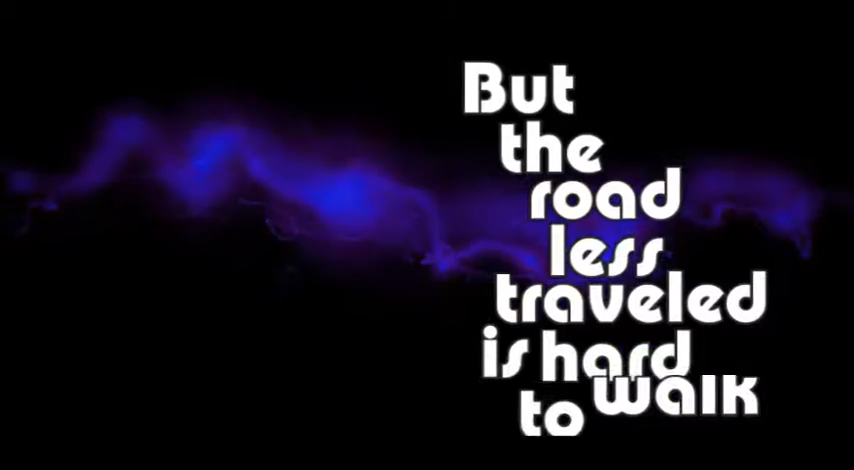 But
the
road
less
traveled
is hard
to walk